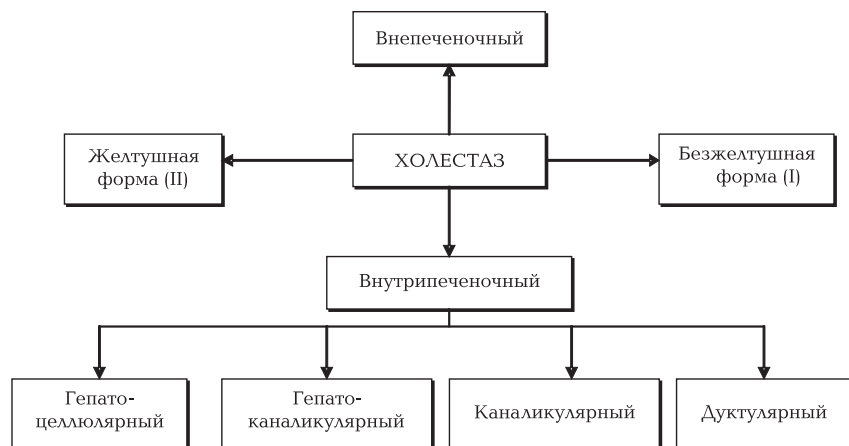 Внепеченочный
Желтушная
форма (II)
ХОЛЕСТАЗ
Безжелтушная
форма (I)
Внутрипеченочный
Гепато-
целлюлярный
Гепато-
каналикулярный
Каналикулярный
Дуктулярный